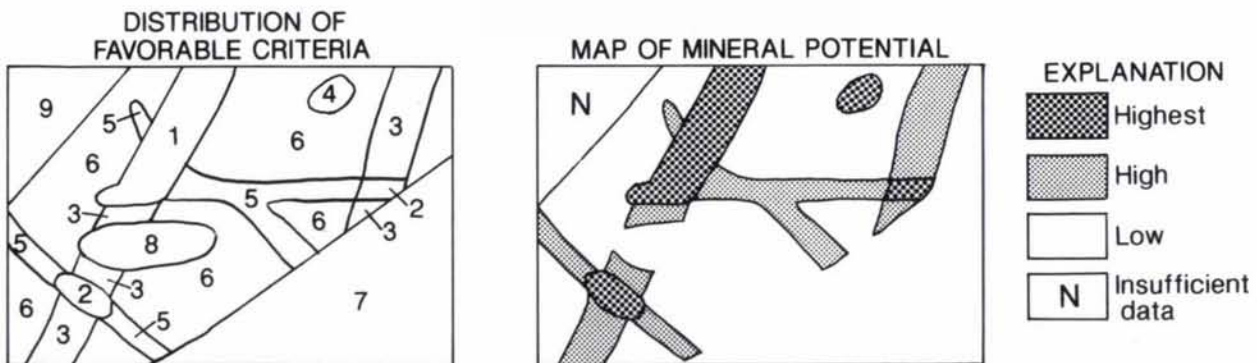 DISTRIBUTION OF
FAVORABLE CRITERIA
9
5
1
4
3
6
6
5
2
6
3
3
8
5
6
2
3
6
3
5
7
MAP OF MINERAL POTENTIAL
N
EXPLANATION
Highest
High
Low
N
Insufficient
data